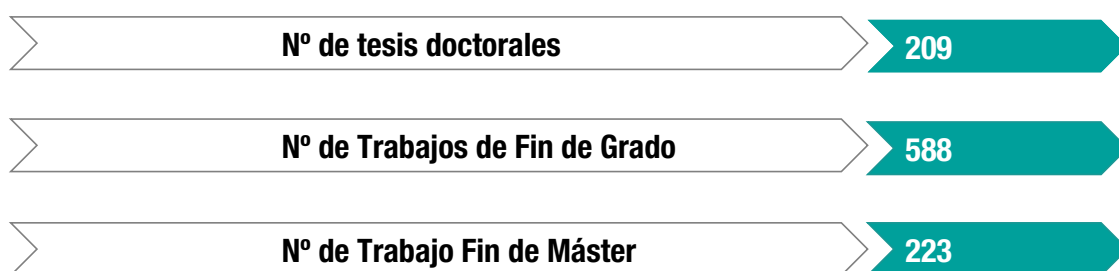 Nº de tesis doctorales 209
Nº de Trabajos de Fin de Grado 588
Nº de Trabajo Fin de Máster 223